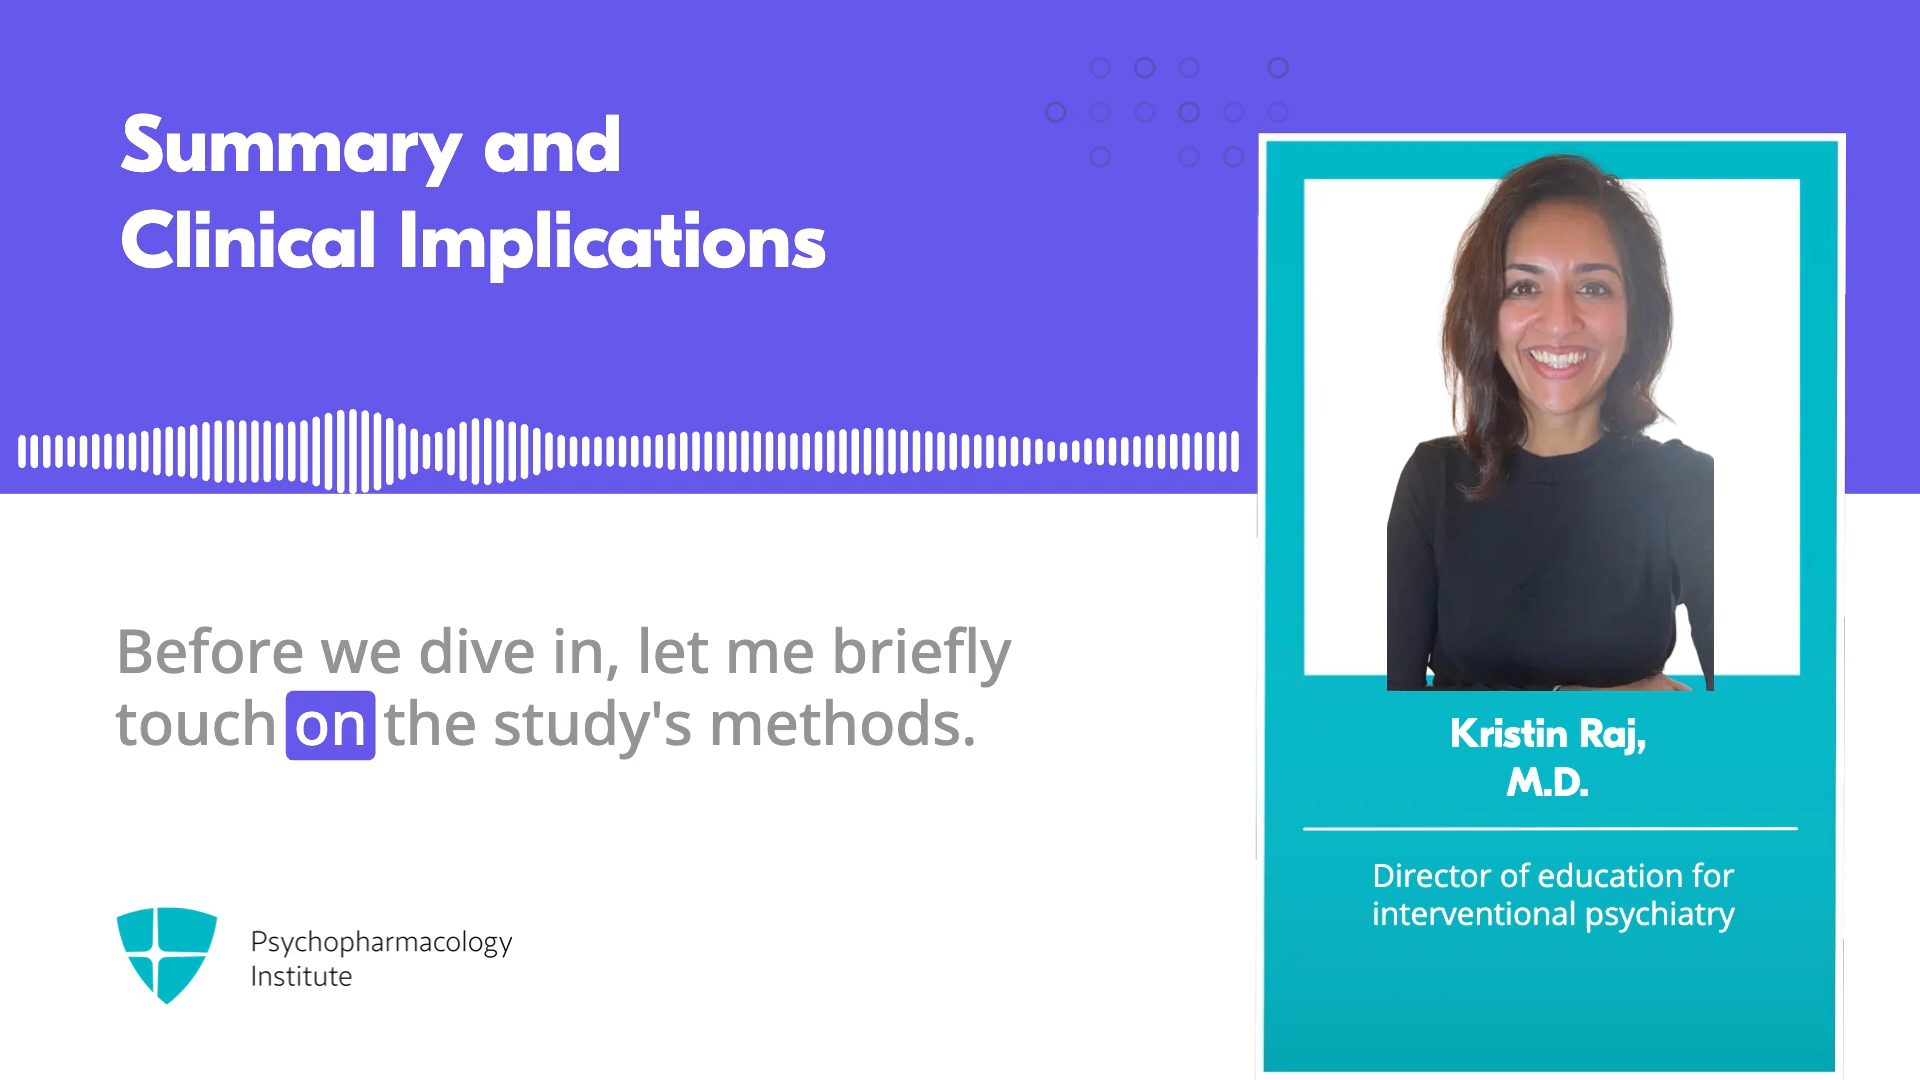 Summary and
Clinical Implications
Before we dive in, let me briefly
touch on the study's methods.
Psychopharmacology
Institute
Kristin Raj,
M.D.
Director of education for
interventional psychiatry